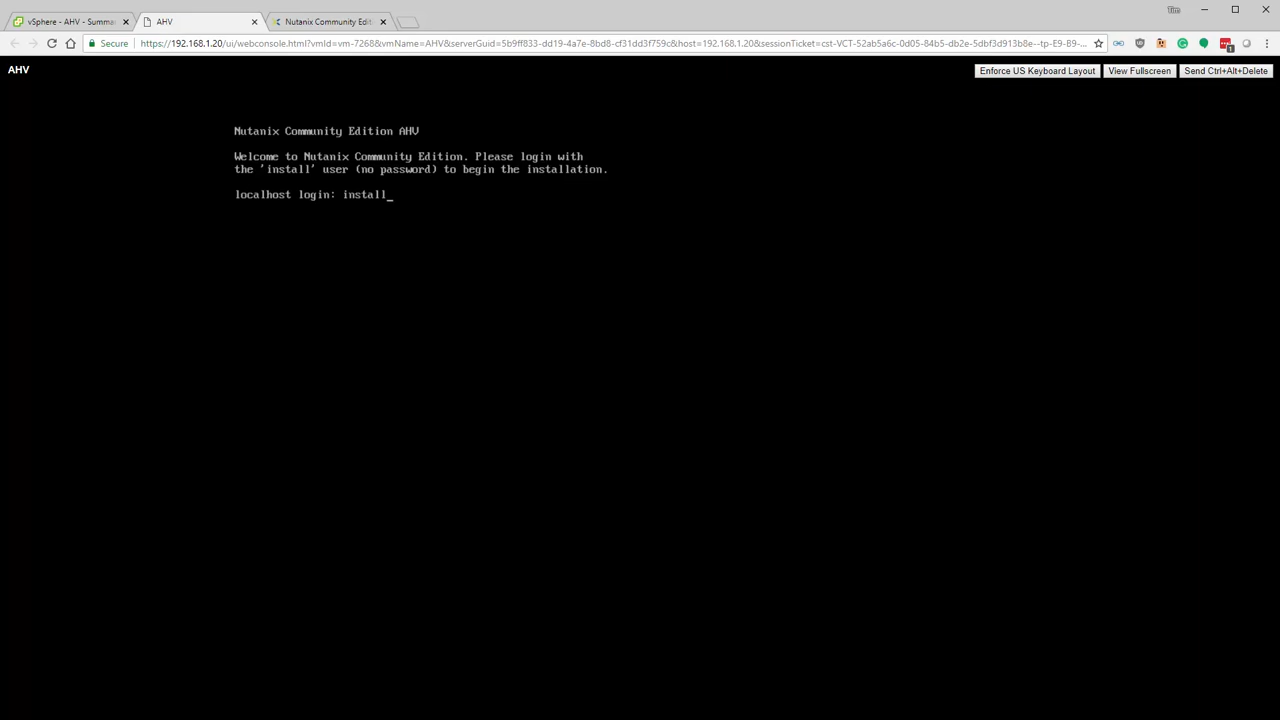 vSphere - AHV - Summa
AHV
Nutanix Community Edit
Tim
Secure
https://192.168.1.20/ui/webconsole.html?vmId=vm-7268&vmName=AHV&serverGuid=5b9ff833-dd19-4a7e-8bd8-cf31dd3f759c&host=192.168.1.20&sessionTicket=cst-VCT-52ab5a6c-0d05-84b5-db2e-5dbf3d913b8e--tp-E9-B9-...
AHV
Enforce US Keyboard Layout
View Fullscreen
Send Ctrl+Alt+Delete
Nutanix Community Edition AHV
Welcome to Nutanix Community Edition. Please login with
the 'install' user (no password) to begin the installation.
localhost login: install_